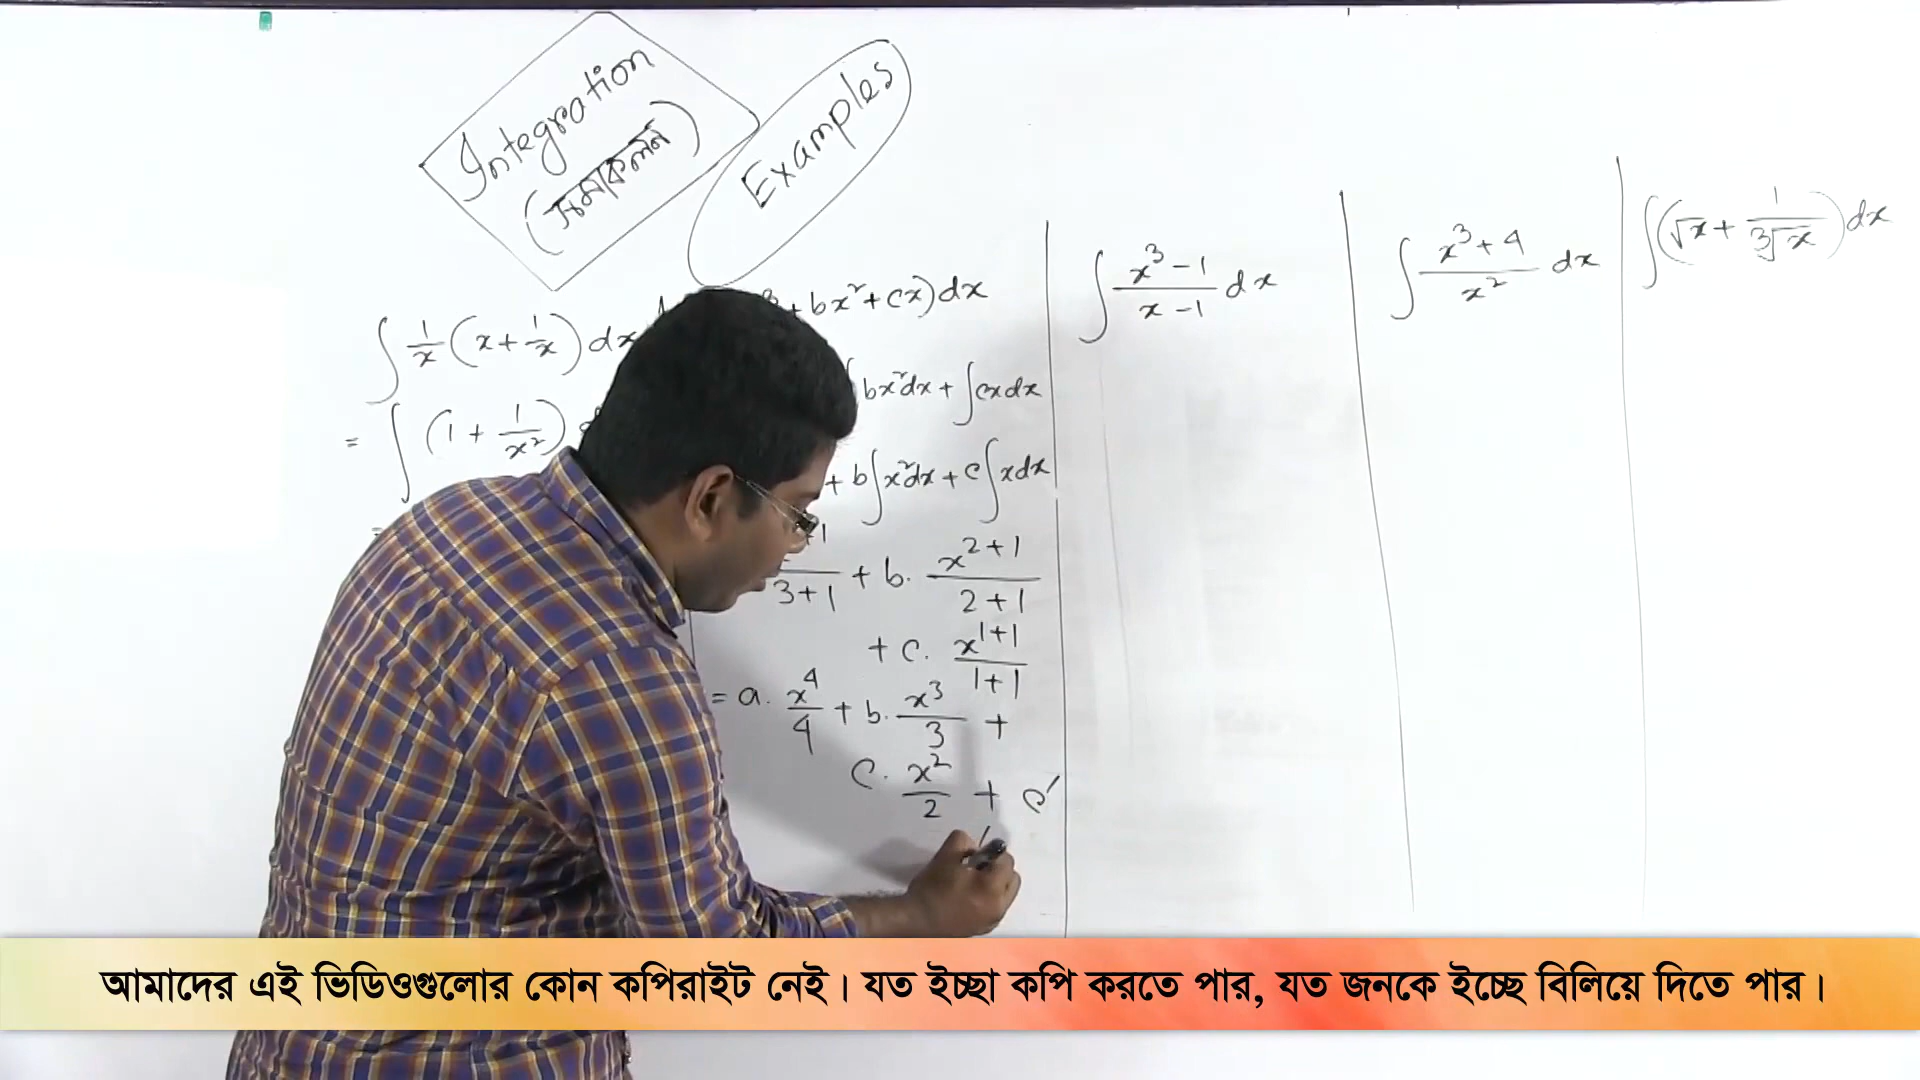 Integration
(সমাকলন)
Examples
∫ 1/x (x + 1/x) dx
= ∫ (1 + 1/x²)
+ bx² + cx) dx
bx²dx + ∫cxdx
+ b∫x²dx + c∫xdx
3+1 + b. x^(2+1)/(2+1)
+ c. x^(1+1)/(1+1)
= a. x⁴/4 + b. x³/3 +
c. x²/2 + c′
∫ (x³ − 1)/(x − 1) dx
∫ (x³ + 4)/x² dx
∫ (√x + 1/∛x) dx
আমাদের এই ভিডিওগুলোর কোন কপিরাইট নেই। যত ইচ্ছা কপি করতে পার, যত জনকে ইচ্ছে বিলিয়ে দিতে পার।